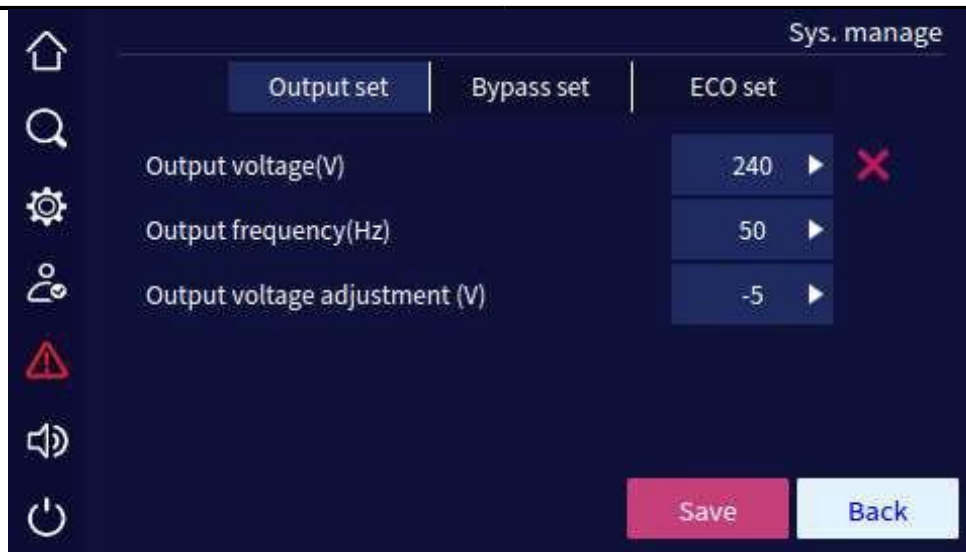 Sys. manage
Output set Bypass set ECO set
Output voltage(V) 240
Output frequency(Hz) 50
Output voltage adjustment (V) -5
Save Back